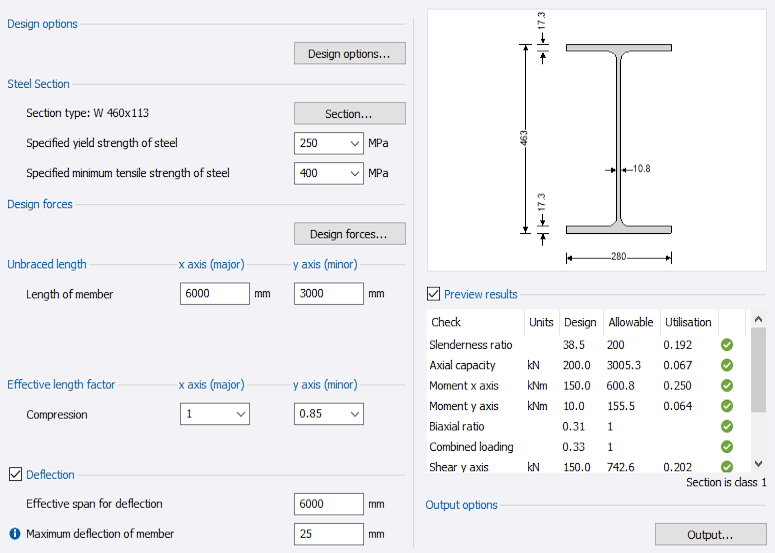 Design options
Design options...
Steel Section
Section type: W 460x113
Section...
Specified yield strength of steel
250
MPa
Specified minimum tensile strength of steel
400
MPa
Design forces
Design forces...
Unbraced length
x axis (major)
y axis (minor)
Length of member
6000
mm
3000
mm
Effective length factor
x axis (major)
y axis (minor)
Compression
1
0.85
Deflection
Effective span for deflection
6000
mm
Maximum deflection of member
25
mm
17.3
463
10.8
17.3
280
Preview results
Check Units Design Allowable Utilisation
Slenderness ratio 38.5 200 0.192
Axial capacity kN 200.0 3005.3 0.067
Moment x axis kNm 150.0 600.8 0.250
Moment y axis kNm 10.0 155.5 0.064
Biaxial ratio 0.31 1
Combined loading 0.33 1
Shear y axis kN 150.0 742.6 0.202
Section is class 1
Output options
Output...